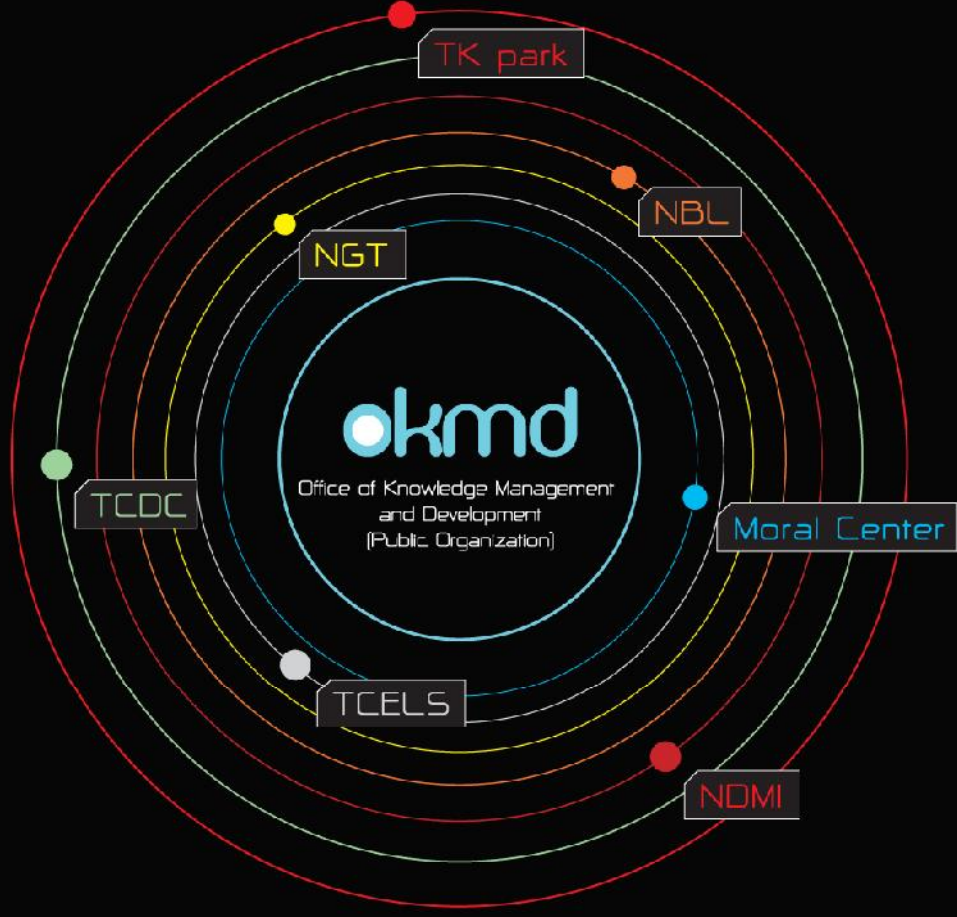 TK park
NBL
NGT
okmd
Office of Knowledge Management
and Development
(Public Organization)
TCDC
Moral Center
TCELS
NDMI